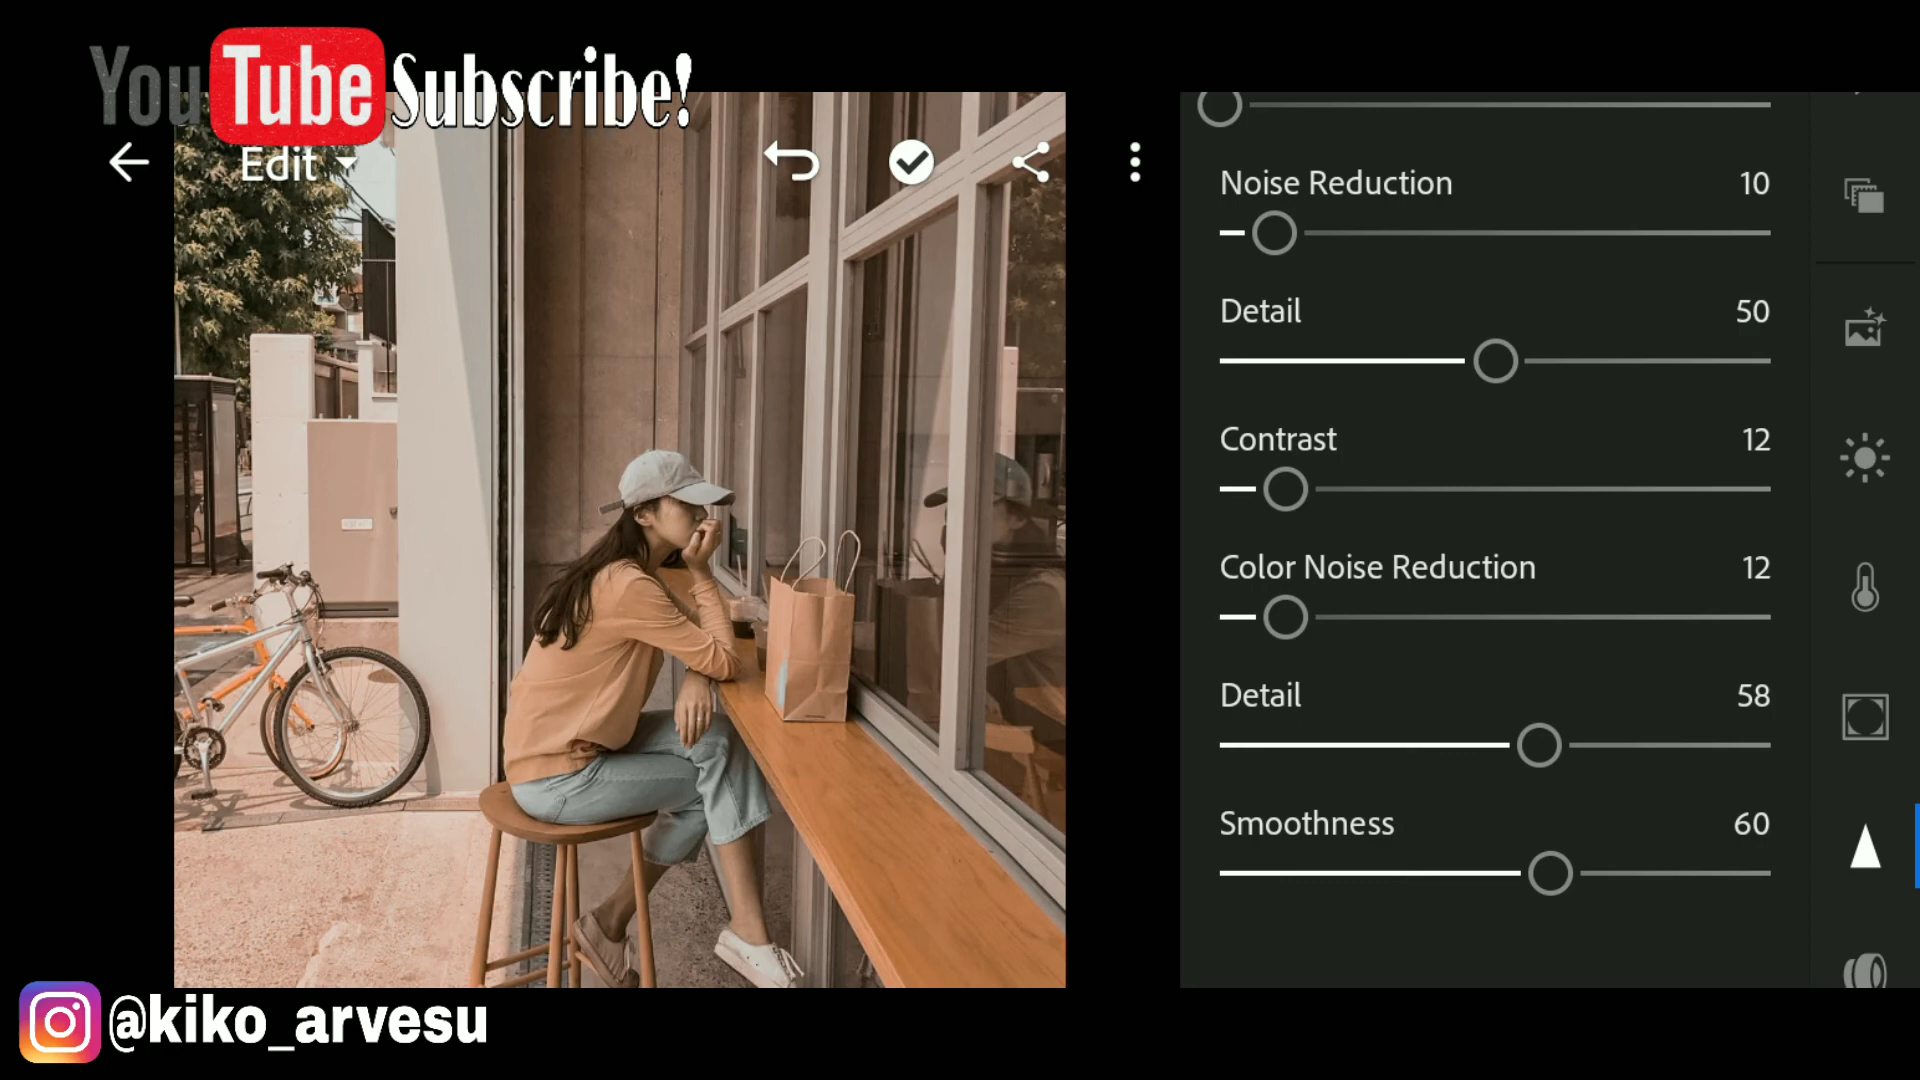 YouTube Subscribe!
Edit
Noise Reduction 10
Detail 50
Contrast 12
Color Noise Reduction 12
Detail 58
Smoothness 60
@kiko_arvesu